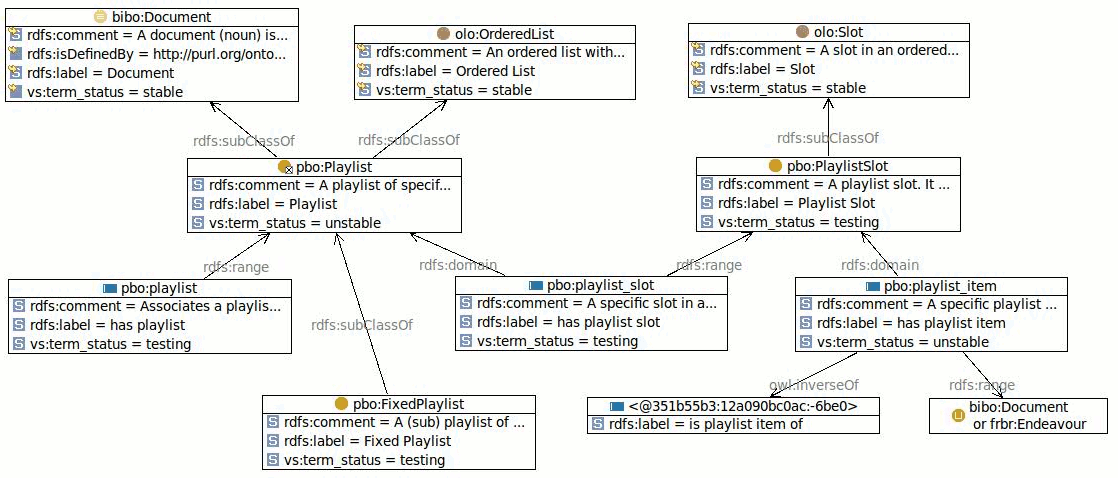 bibo:Document
rdfs:comment = A document (noun) is...
rdfs:isDefinedBy = http://purl.org/onto...
rdfs:label = Document
vs:term_status = stable
olo:OrderedList
rdfs:comment = An ordered list with...
rdfs:label = Ordered List
vs:term_status = stable
olo:Slot
rdfs:comment = A slot in an ordered...
rdfs:label = Slot
vs:term_status = stable
rdfs:subClassOf
rdfs:subClassOf
rdfs:subClassOf
pbo:Playlist
rdfs:comment = A playlist of specif...
rdfs:label = Playlist
vs:term_status = unstable
pbo:PlaylistSlot
rdfs:comment = A playlist slot. It ...
rdfs:label = Playlist Slot
vs:term_status = testing
rdfs:range
rdfs:domain
rdfs:range
rdfs:domain
pbo:playlist
rdfs:comment = Associates a playlis...
rdfs:label = has playlist
vs:term_status = testing
rdfs:subClassOf
pbo:playlist_slot
rdfs:comment = A specific slot in a...
rdfs:label = has playlist slot
vs:term_status = testing
pbo:playlist_item
rdfs:comment = A specific playlist ...
rdfs:label = has playlist item
vs:term_status = unstable
owl:inverseOf
rdfs:range
pbo:FixedPlaylist
rdfs:comment = A (sub) playlist of ...
rdfs:label = Fixed Playlist
vs:term_status = testing
<@351b55b3:12a090bc0ac:-6be0>
rdfs:label = is playlist item of
bibo:Document
or frbr:Endeavour